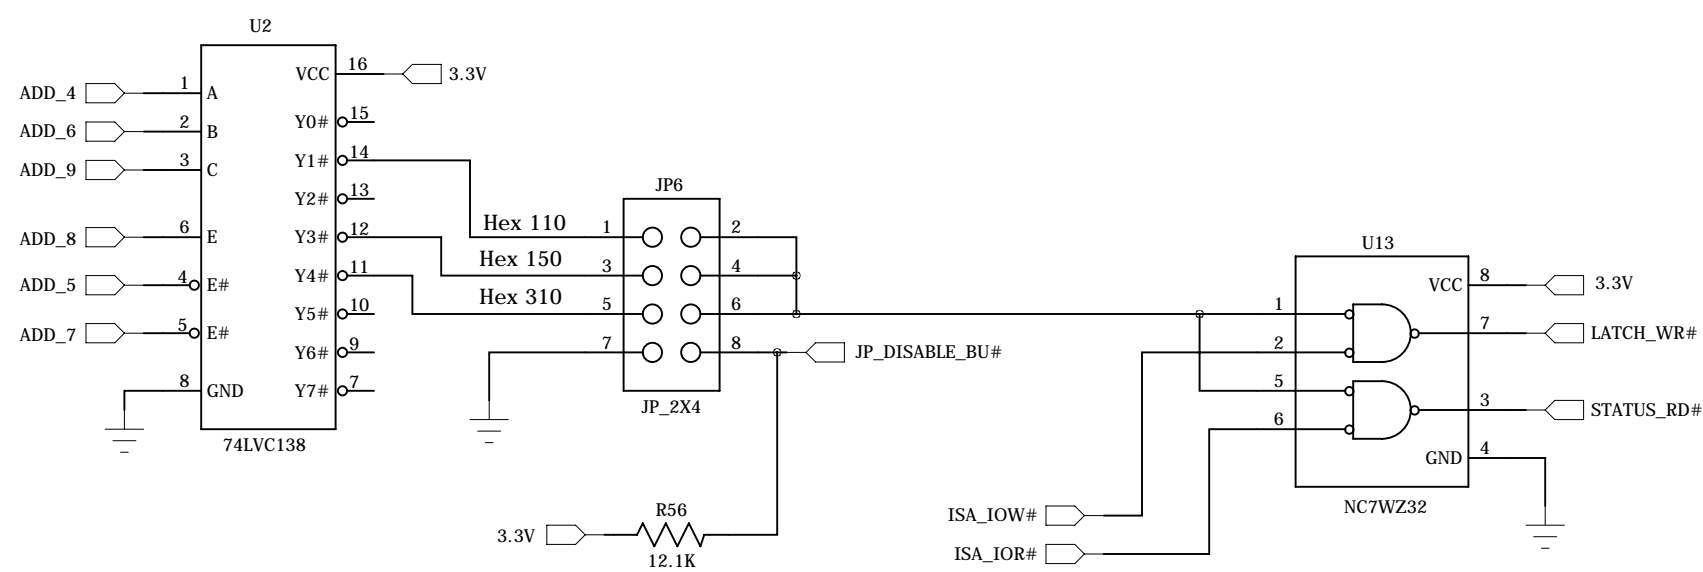 U2
ADD_4
1
A
ADD_6
2
B
ADD_9
3
C
ADD_8
6
E
ADD_5
4
E#
ADD_7
5
E#
8
GND
VCC
16
3.3V
Y0#
15
Y1#
14
Y2#
13
Y3#
12
Y4#
11
Y5#
10
Y6#
9
Y7#
7
74LVC138
JP6
Hex 110
1
2
Hex 150
3
4
Hex 310
5
6
7
8
JP_DISABLE_BU#
JP_2X4
3.3V
R56
12.1K
U13
1
2
5
6
VCC
8
3.3V
7
LATCH_WR#
3
STATUS_RD#
GND
4
NC7WZ32
ISA_IOW#
ISA_IOR#